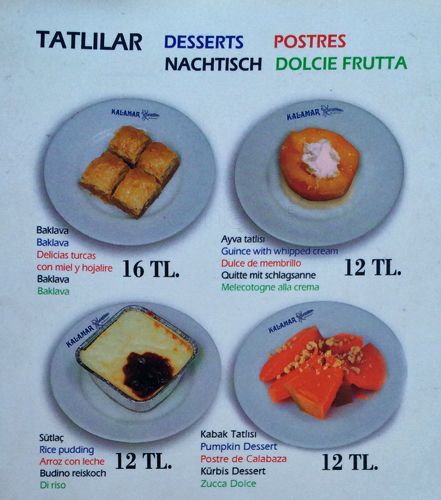 TATLILAR DESSERTS POSTRES
NACHTISCH DOLCIE FRUTTA
KALAMAR
KALAMAR
Baklava
Baklava
Delicias turcas
con miel y hojalire
Baklava
Baklava
16 TL.
Ayva tatlısı
Guince with whipped cream
Dulce de membrillo
Quitte mit schlagsanne
Melecotogne alla crema
12 TL.
KALAMAR
KALAMAR
Sütlaç
Rice pudding
Arroz con leche
Budino reiskoch
Di riso
12 TL.
Kabak Tatlısı
Pumpkin Dessert
Postre de Calabaza
Kürbis Dessert
Zucca Dolce
12 TL.